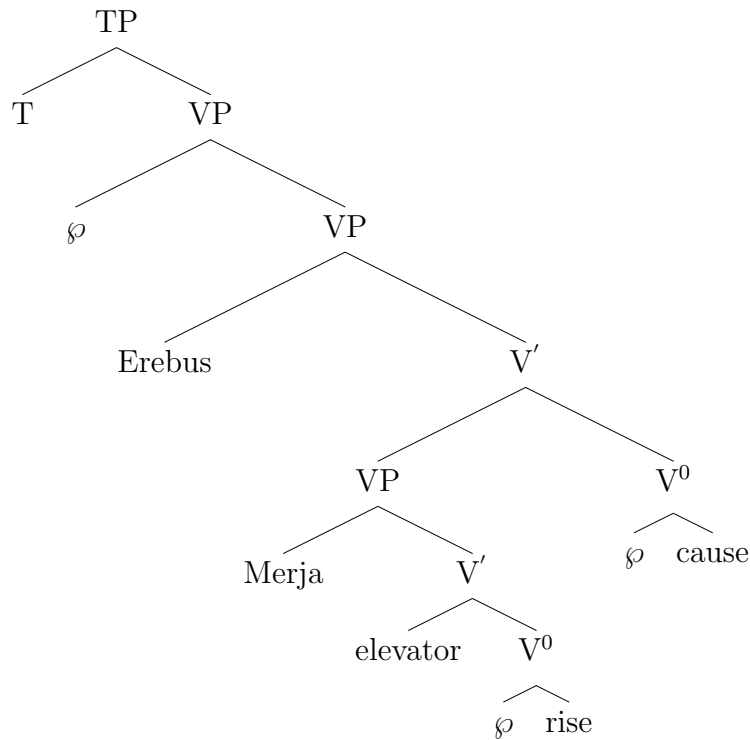 TP
T VP
℘ VP
Erebus V′
VP V⁰
Merja V′ ℘ cause
elevator V⁰
℘ rise